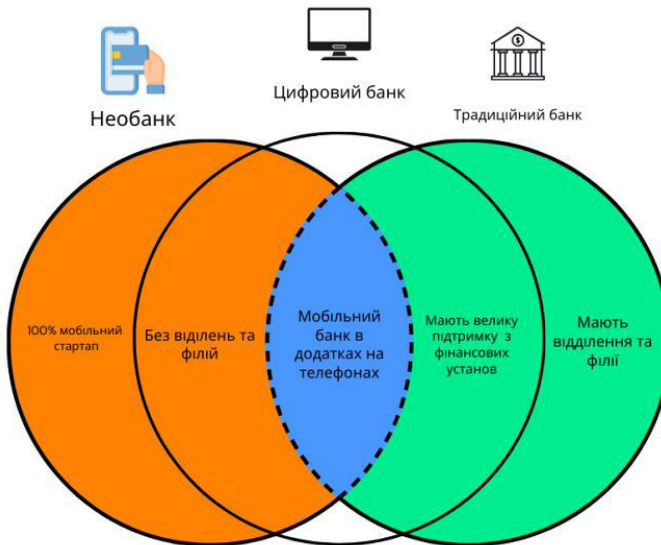 Необанк
Цифровий банк
Традиційний банк
100% мобільний
стартап
Без віділень та
філій
Мобільний
банк в
додатках на
телефонах
Мають велику
підтримку з
фінансових
установ
Мають
відділення та
філії